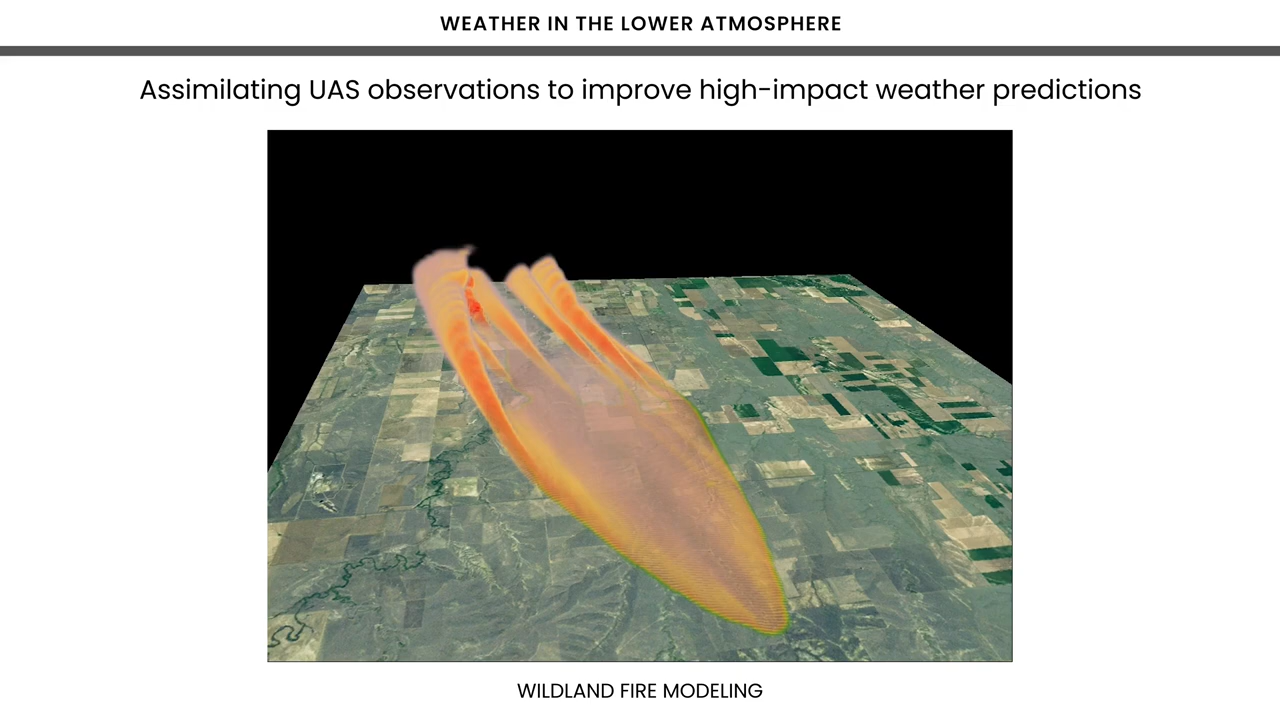 WEATHER IN THE LOWER ATMOSPHERE
Assimilating UAS observations to improve high-impact weather predictions
WILDLAND FIRE MODELING